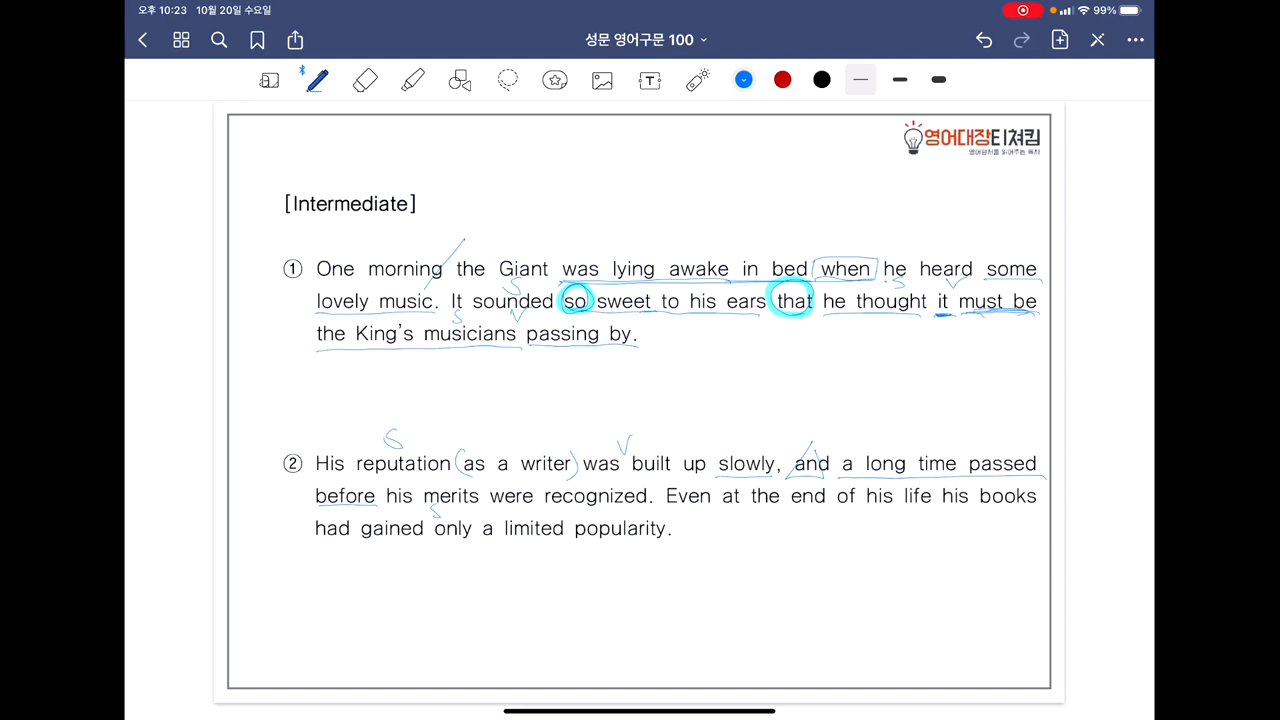 오후 10:23 10월 20일 수요일
99%
성문 영어구문 100
영어대장티쳐킴
[Intermediate]
① One morning the Giant was lying awake in bed when he heard some
lovely music. It sounded so sweet to his ears that he thought it must be
the King's musicians passing by.
② His reputation (as a writer) was built up slowly, and a long time passed
before his merits were recognized. Even at the end of his life his books
had gained only a limited popularity.